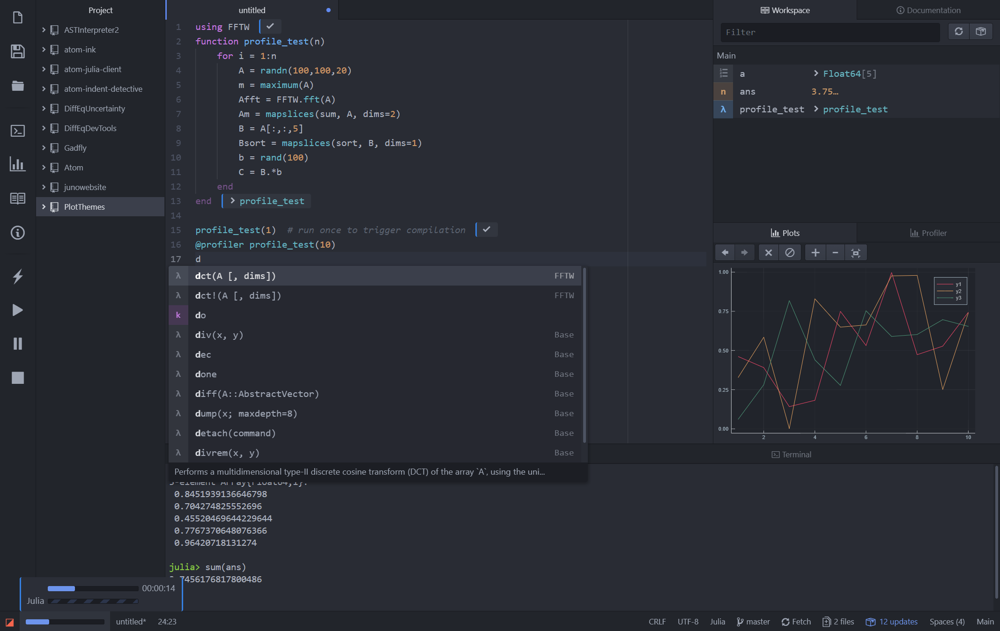 Project
ASTInterpreter2
atom-ink
atom-julia-client
atom-indent-detective
DiffEqUncertainty
DiffEqDevTools
Gadfly
Atom
junowebsite
PlotThemes
untitled
1 using FFTW
2 function profile_test(n)
3 for i = 1:n
4 A = randn(100,100,20)
5 m = maximum(A)
6 Afft = FFTW.fft(A)
7 Am = mapslices(sum, A, dims=2)
8 B = A[:,:,5]
9 Bsort = mapslices(sort, B, dims=1)
10 b = rand(100)
11 C = B.*b
12 end
13 end > profile_test
14
15 profile_test(1) # run once to trigger compilation
16 @profiler profile_test(10)
17 d
λ dct(A [, dims]) FFTW
λ dct!(A [, dims]) FFTW
k do
λ div(x, y) Base
λ dec Base
λ done Base
λ diff(A::AbstractVector) Base
λ dump(x; maxdepth=8) Base
λ detach(command) Base
λ divrem(x, y) Base
Performs a multidimensional type-II discrete cosine transform (DCT) of the array `A`, using the uni...
Workspace Documentation
Filter
Main
a > Float64[5]
n ans 3.75…
λ profile_test > profile_test
Plots Profiler
1.00
0.75
0.50
0.25
0.00
2 4 6 8 10
y1
y2
y3
Terminal
0.8451939136646798
0.704274825552696
0.45520469644229644
0.7767370648076366
0.96420718131274
julia> sum(ans)
7456176817800486
00:00:14
Julia
untitled* 24:23 CRLF UTF-8 Julia master Fetch 2 files 12 updates Spaces (4) Main